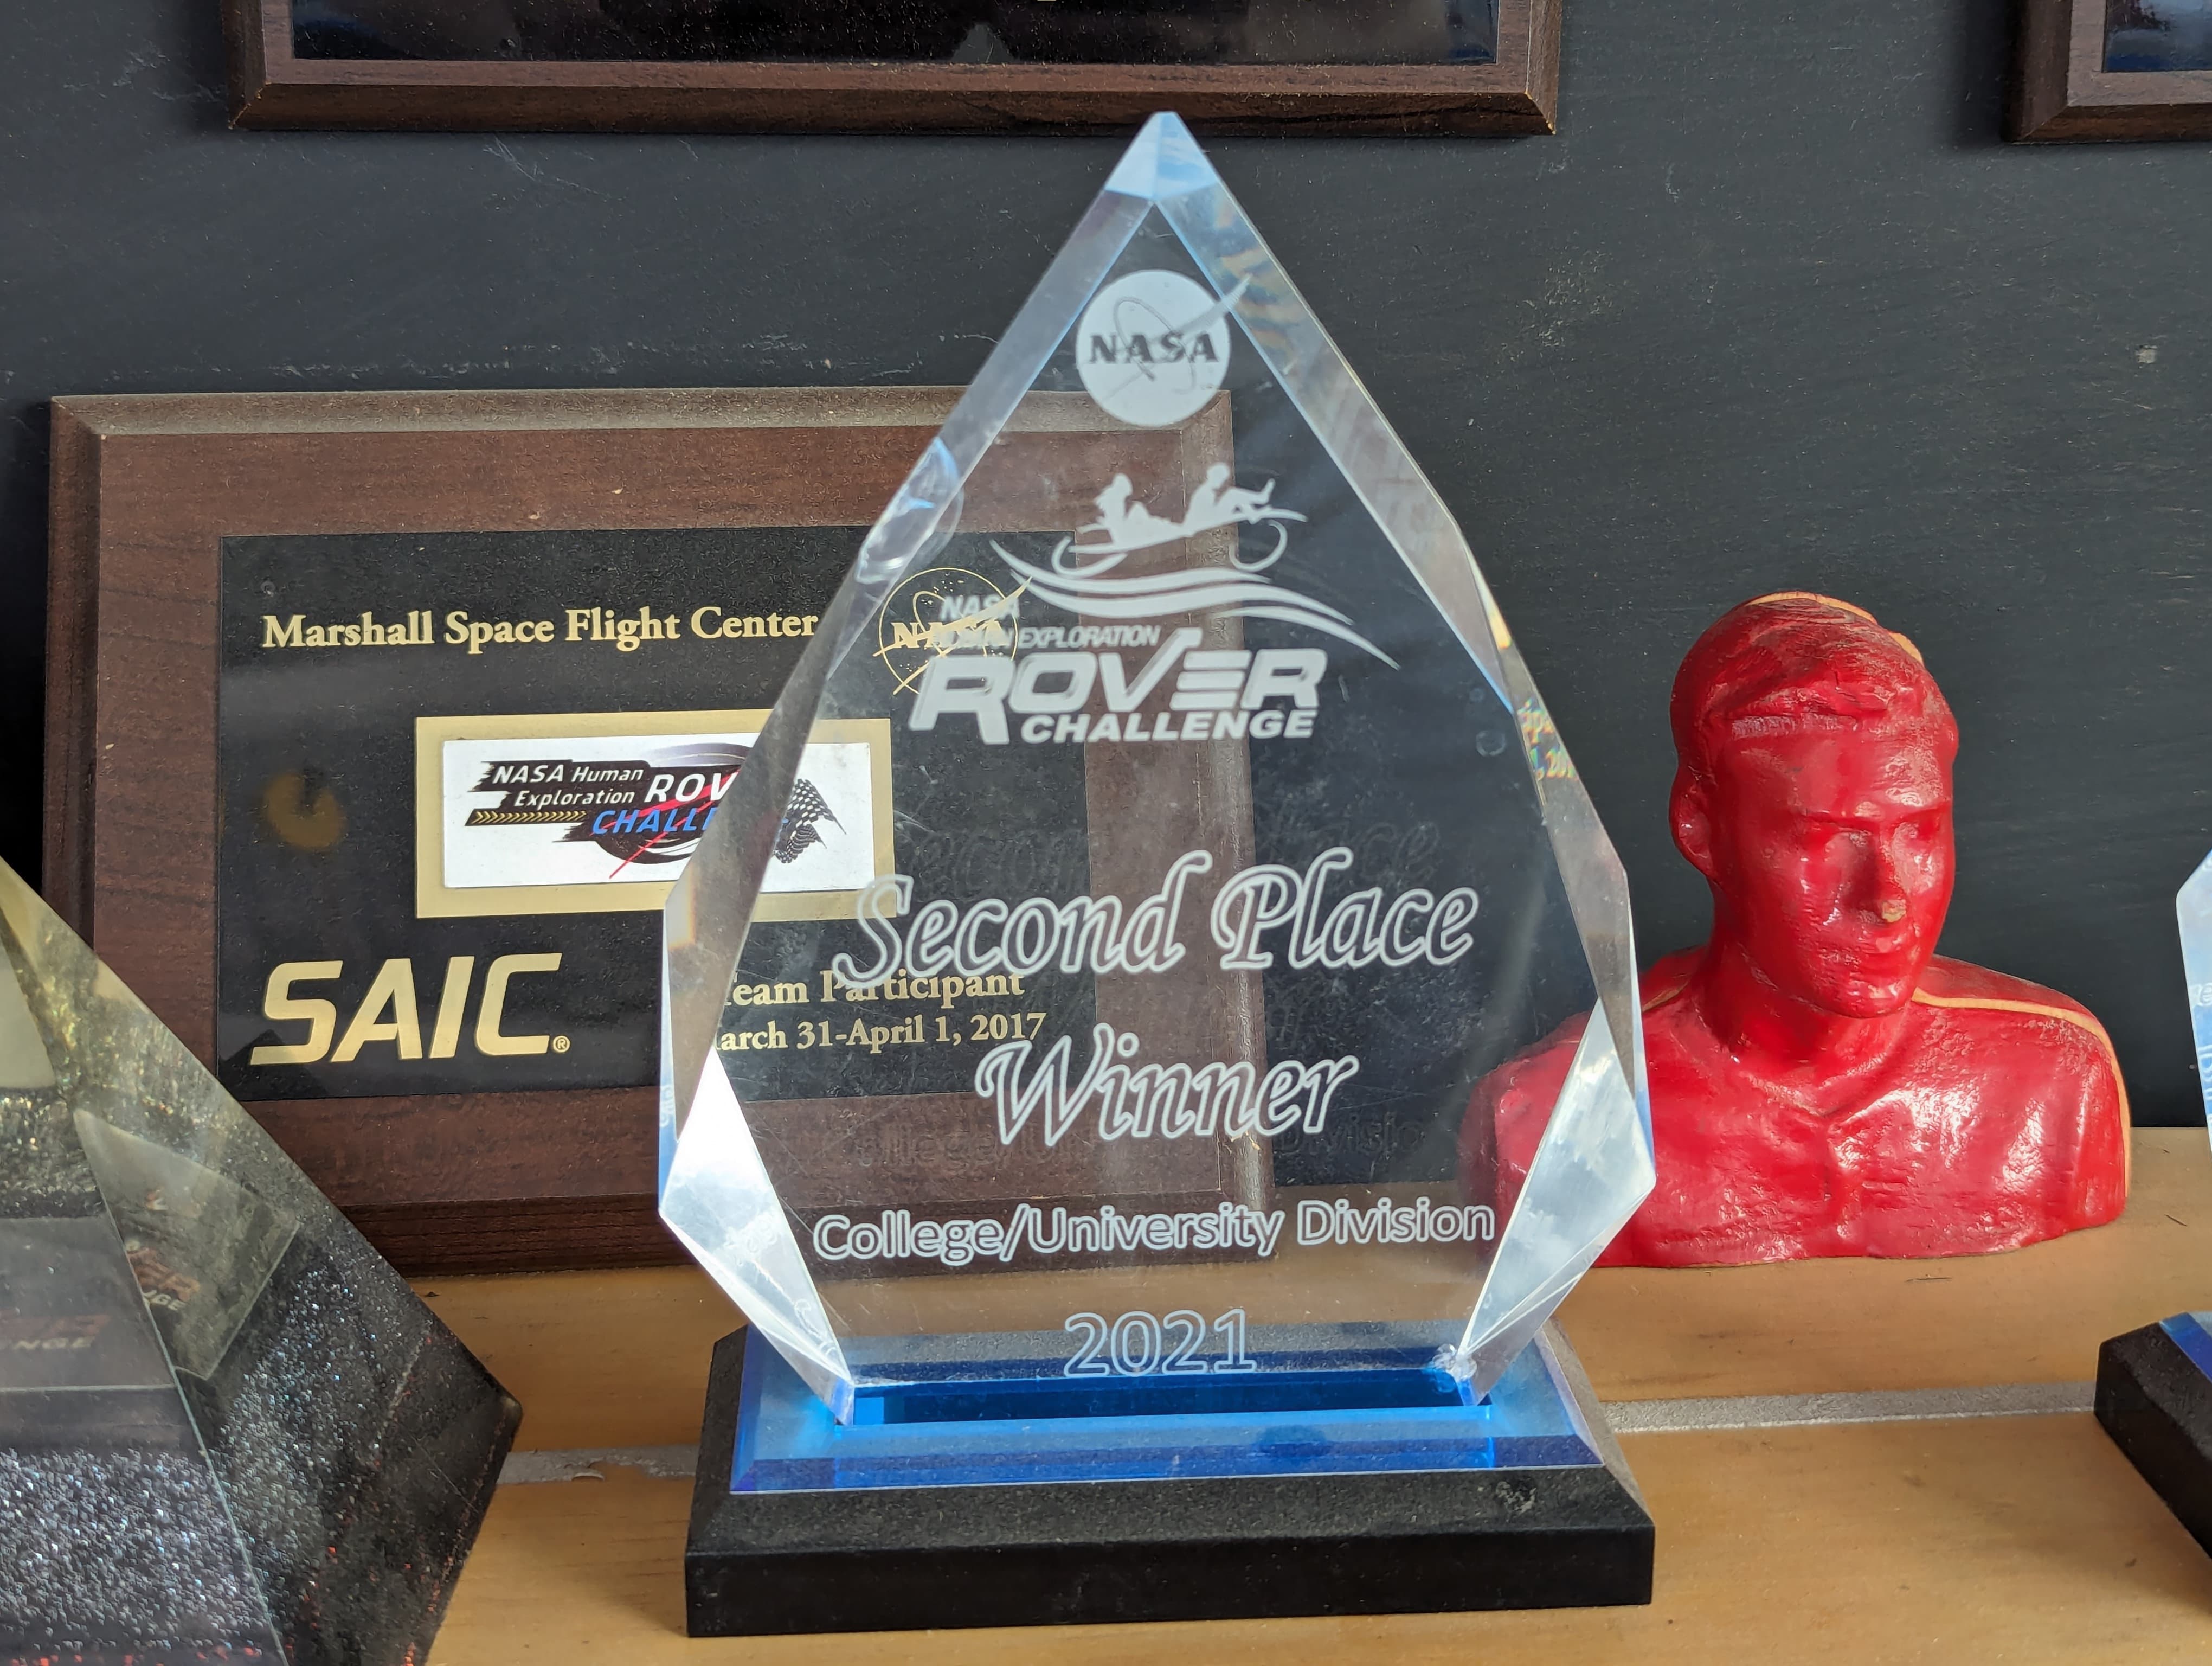 NASA
NASA
EXPLORATION
ROVER
CHALLENGE
Second Place
Winner
College/University Division
2021
Marshall Space Flight Center
NASA
NASA Human
Exploration
SAIC®
Team Participant
March 31-April 1, 2017